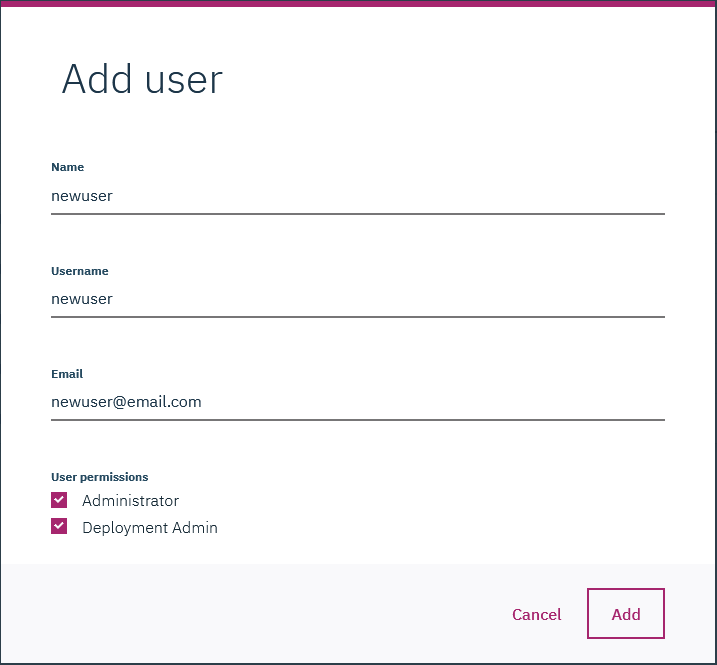 Add user
Name
newuser
Username
newuser
Email
newuser@email.com
User permissions
Administrator
Deployment Admin
Cancel
Add